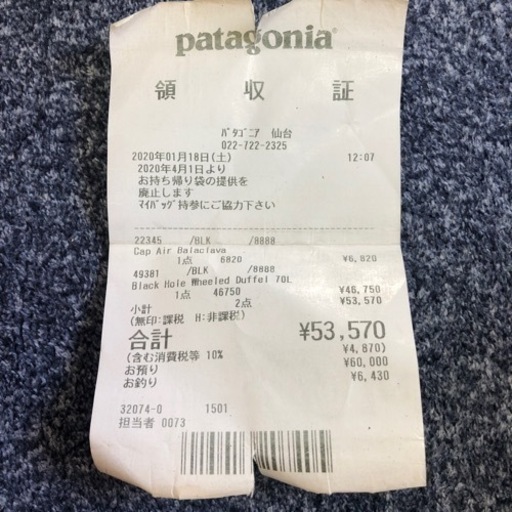 patagonia
領 収 証
ﾊﾟﾀｺﾞﾆｱ 仙台
022-722-2325
2020年01月18日(土) 12:07
2020年4月1日より
お持ち帰り袋の提供を
廃止します
ﾏｲﾊﾞｯｸﾞ持参にご協力下さい
22345 /BLK /8888
Cap Air Balaclava
1点 6820 ¥6,820
49381 /BLK /8888
Black Hole Wheeled Duffel 70L
1点 46750 ¥46,750
小計 2点 ¥53,570
(無印:課税 H:非課税)
合計 ¥53,570
(含む消費税等 10% ¥4,870)
お預り ¥60,000
お釣り ¥6,430
32074-0 1501
担当者 0073